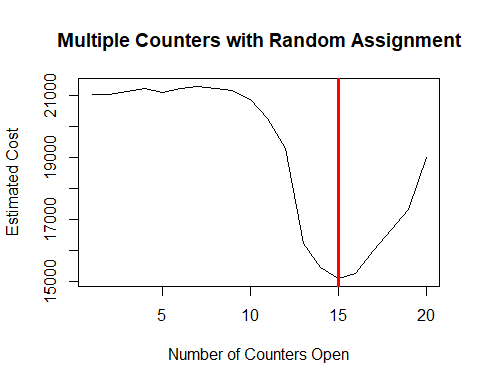 Multiple Counters with Random Assignment
Estimated Cost
21000
19000
17000
15000
5
10
15
20
Number of Counters Open